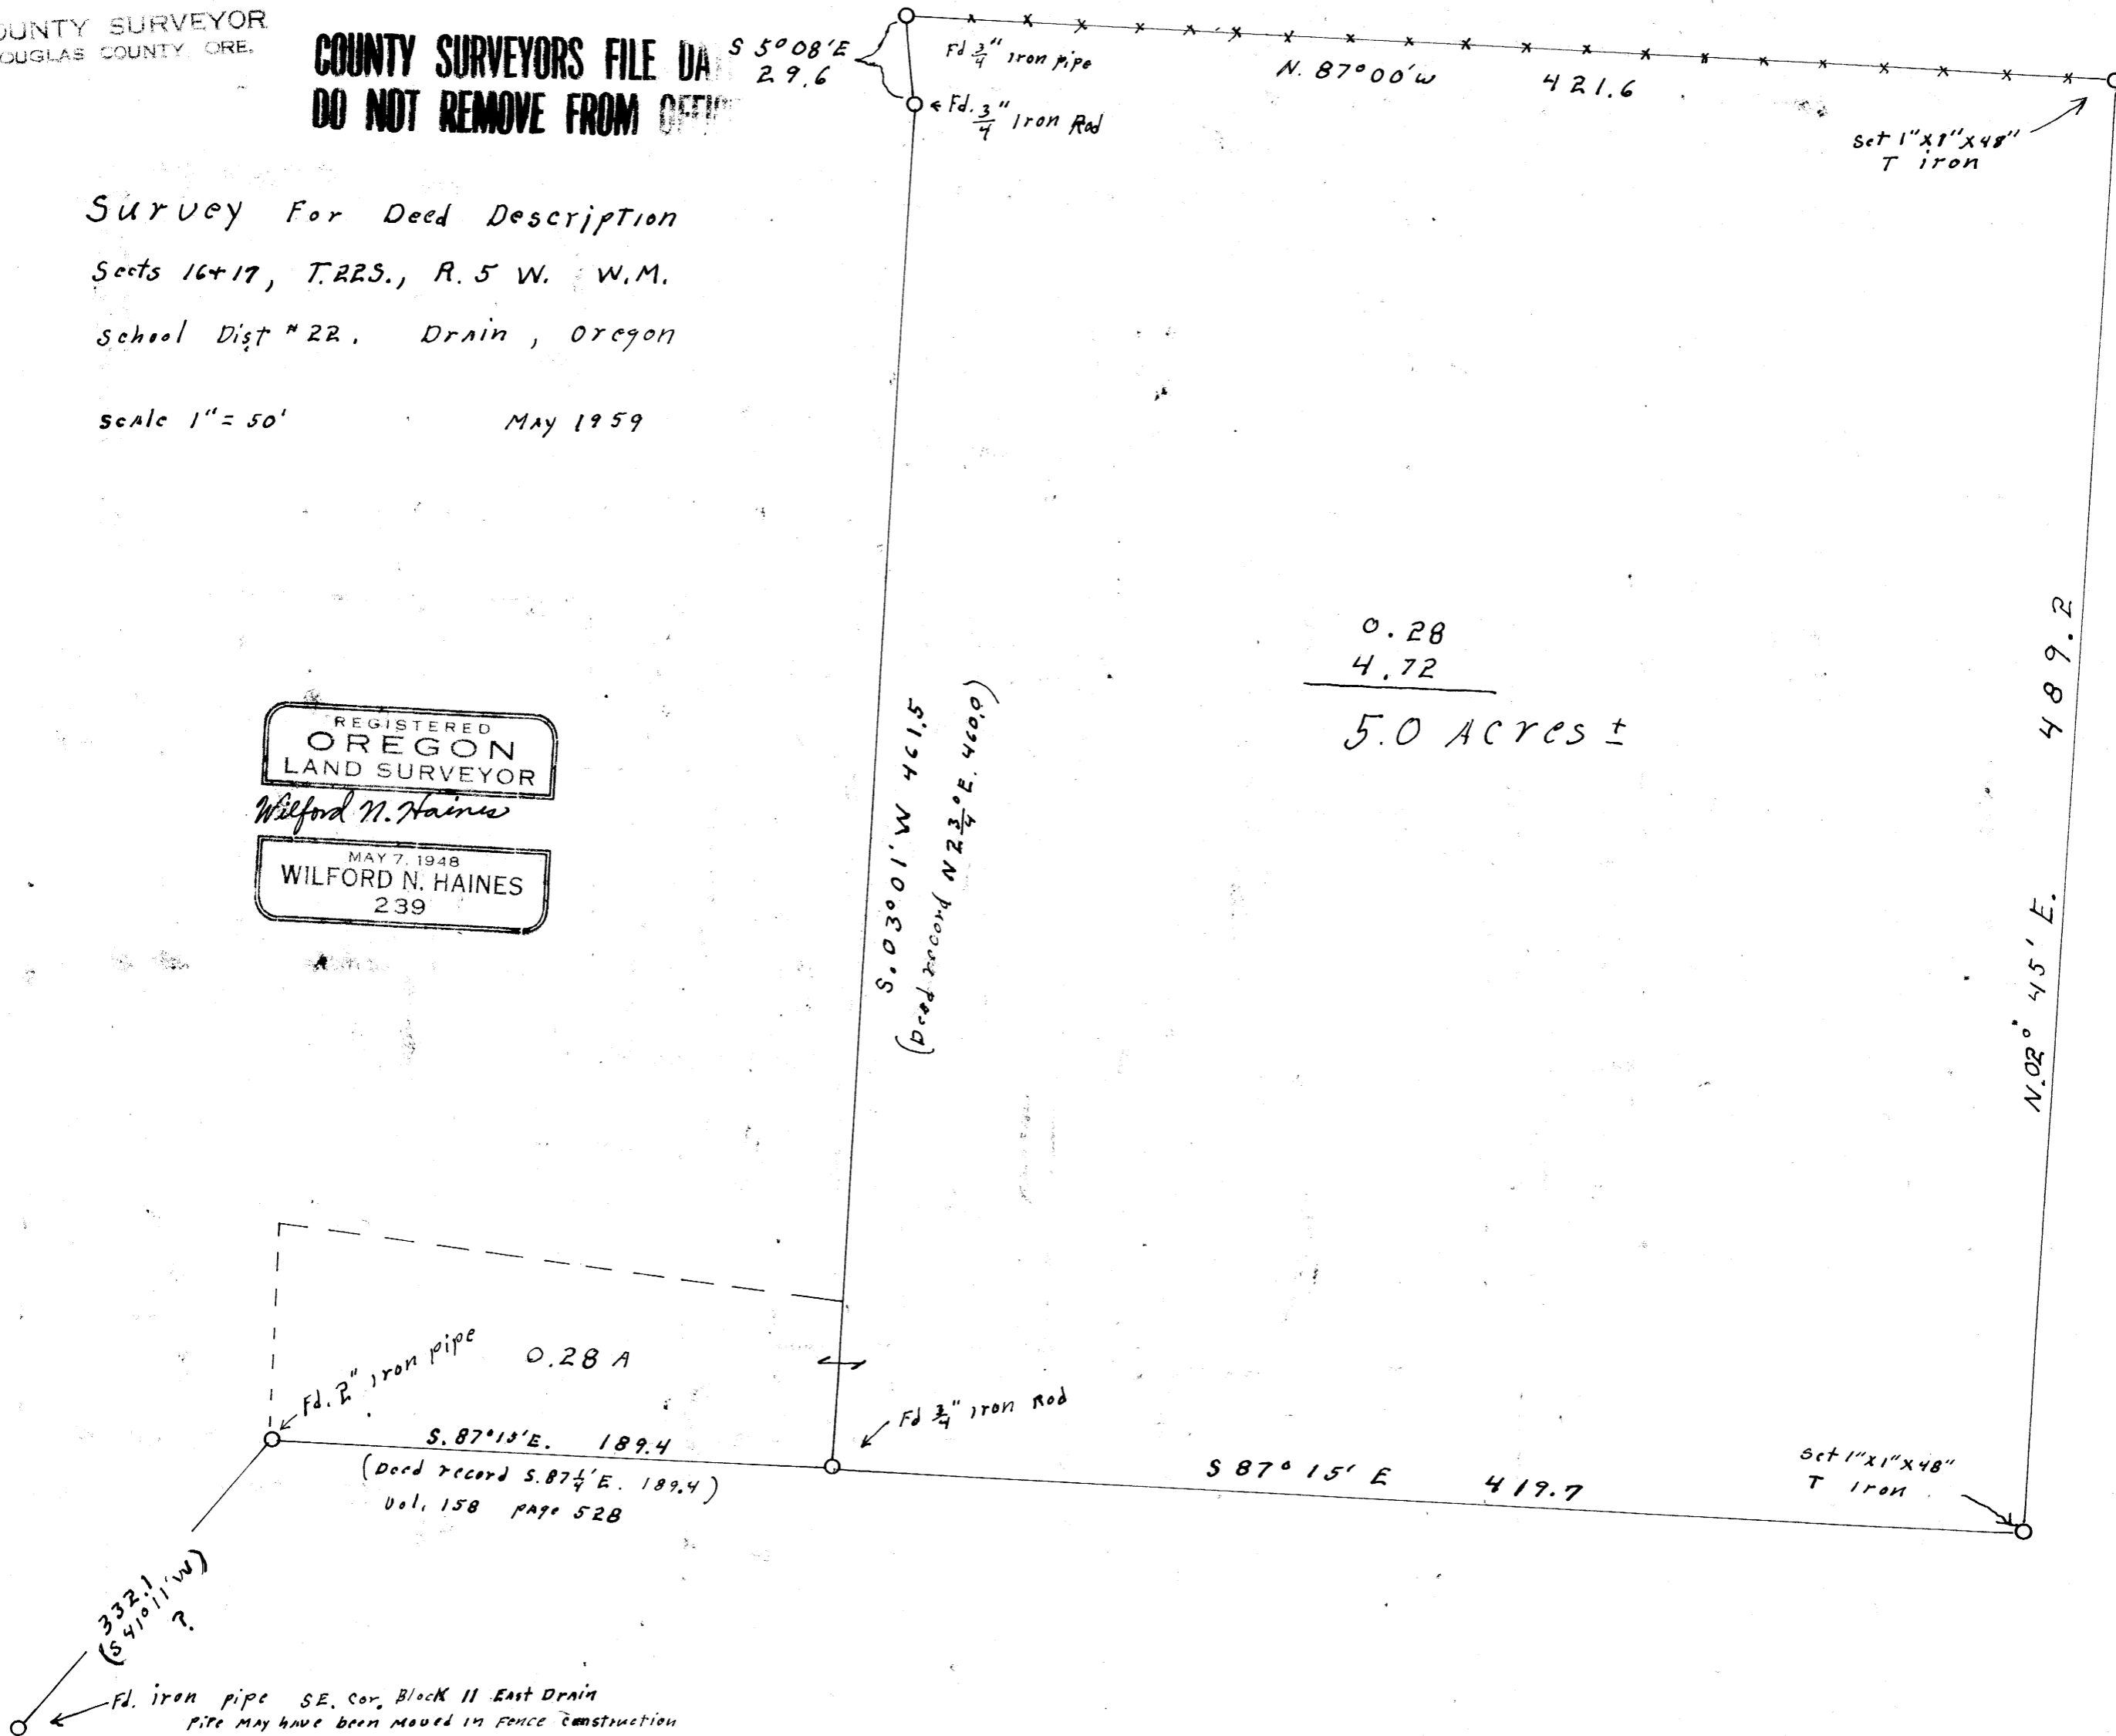 OUNTY SURVEYOR
OUGLAS COUNTY ORE.
COUNTY SURVEYORS FILE DA
DO NOT REMOVE FROM OFFI
S 5°08'E
29.6
Fd 3/4" Iron pipe
Fd. 3/4" Iron Rod
N. 87°00'W 421.6
Set 1"X1"X48"
T iron
Survey For Deed Description
Sects 16+17, T.22S., R. 5 W. W.M.
School Dist #22. Drain, Oregon
Scale 1" = 50' May 1959
REGISTERED
OREGON
LAND SURVEYOR
Wilford N. Haines
MAY 7, 1948
WILFORD N. HAINES
239
S. 03°01'W 461.5
(Deed record N 2 3/4° E. 460.0)
0.28
4.72
5.0 Acres ±
N. 02° 45' E. 489.2
Fd. 2" Iron pipe
0.28 A
S. 87°15'E. 189.4
(Deed record S. 87 1/4' E. 189.4)
Vol. 158 page 528
Fd 3/4" Iron Rod
S 87° 15' E 419.7
Set 1"x1"x48"
T Iron
332.1
(S 41°11'W)
?
Fd. iron pipe SE. Cor. Block 11 East Drain
Pipe May have been Moved in Fence Construction